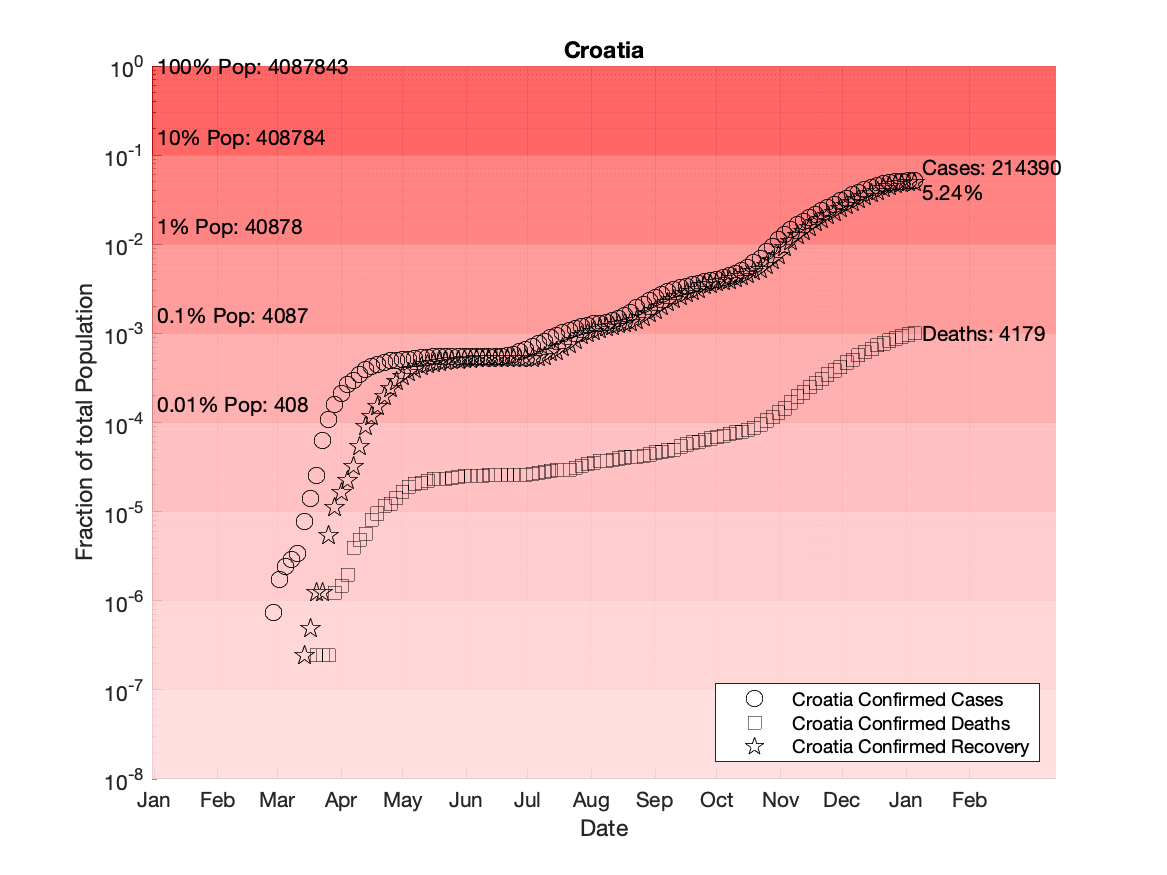 Croatia
10^0
100% Pop: 4087843
10% Pop: 408784
10^-1
Cases: 214390
5.24%
1% Pop: 40878
10^-2
0.1% Pop: 4087
10^-3
Deaths: 4179
0.01% Pop: 408
10^-4
10^-5
10^-6
10^-7
10^-8
Fraction of total Population
Croatia Confirmed Cases
Croatia Confirmed Deaths
Croatia Confirmed Recovery
Jan Feb Mar Apr May Jun Jul Aug Sep Oct Nov Dec Jan Feb
Date